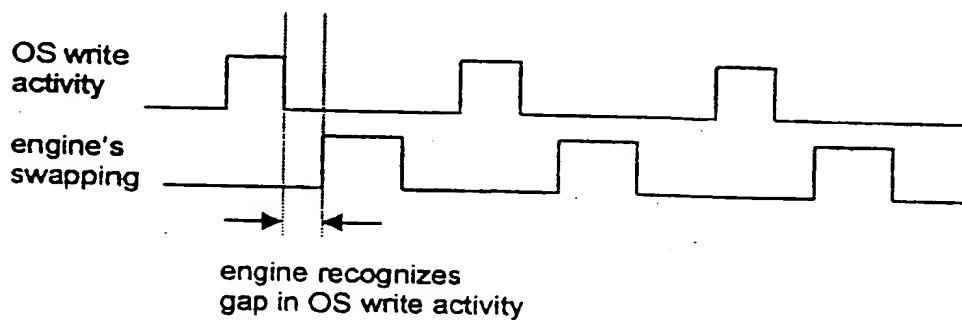 OS write
activity
engine's
swapping
engine recognizes
gap in OS write activity